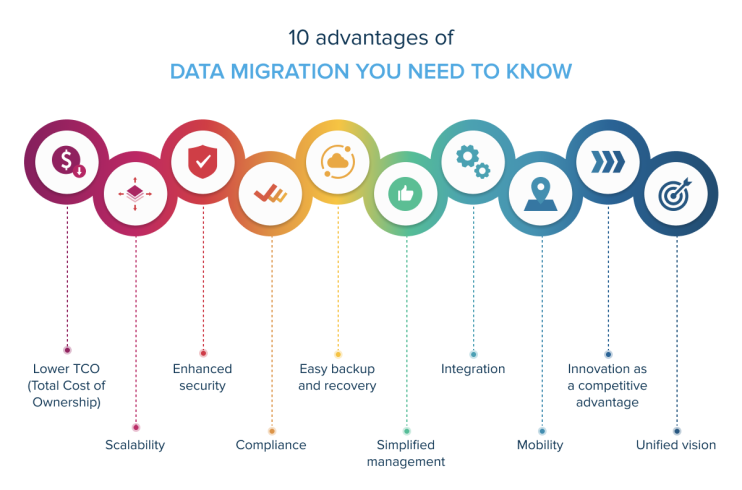 10 advantages of
DATA MIGRATION YOU NEED TO KNOW
$
Lower TCO
(Total Cost of
Ownership)
Scalability
Enhanced
security
Compliance
Easy backup
and recovery
Simplified
management
Integration
Mobility
Innovation as
a competitive
advantage
Unified vision